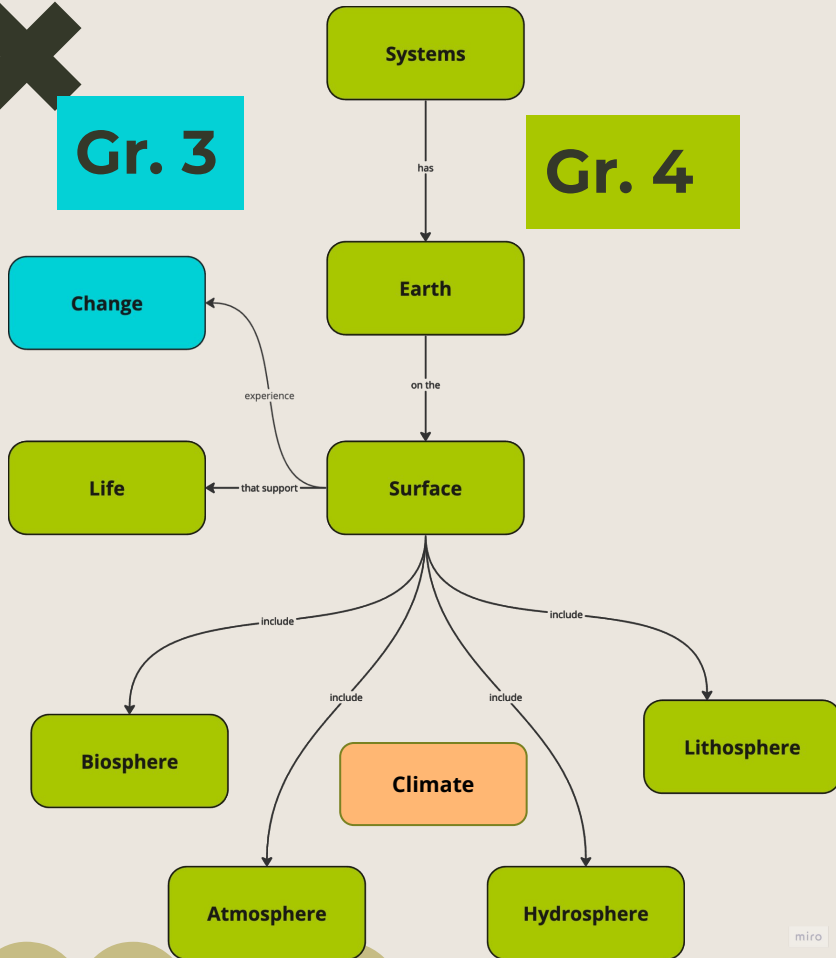 Systems
Gr. 3
has
Gr. 4
Earth
Change
on the
experience
Life
that support
Surface
include
include
include
include
Biosphere
Lithosphere
Climate
Atmosphere
Hydrosphere
miro